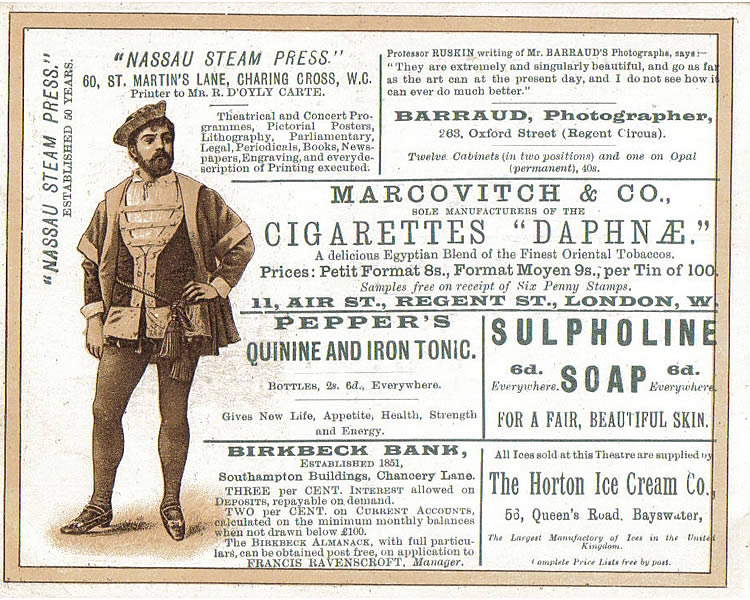 "NASSAU STEAM PRESS."
ESTABLISHED 50 YEARS.
"NASSAU STEAM PRESS."
60, ST. MARTIN'S LANE, CHARING CROSS, W.C.
Printer to MR. R. D'OYLY CARTE.
Theatrical and Concert Pro-
grammes, Pictorial Posters,
Lithography, Parliamentary,
Legal, Periodicals, Books, News-
papers, Engraving, and every de-
scription of Printing executed.
Professor RUSKIN, writing of Mr. BARRAUD'S Photographs, says:—
"They are extremely and singularly beautiful, and go as far
as the art can at the present day, and I do not see how it
can ever do much better."
BARRAUD, Photographer,
263, Oxford Street (Regent Circus).
Twelve Cabinets (in two positions) and one on Opal
(permanent), 40s.
MARCOVITCH & CO.,
SOLE MANUFACTURERS OF THE
CIGARETTES "DAPHNÆ."
A delicious Egyptian Blend of the Finest Oriental Tobaccos.
Prices: Petit Format 8s., Format Moyen 9s., per Tin of 100.
Samples free on receipt of Six Penny Stamps.
11, AIR ST., REGENT ST., LONDON, W.
PEPPER'S
QUININE AND IRON TONIC.
BOTTLES, 2s. 6d., Everywhere.
Gives New Life, Appetite, Health, Strength
and Energy.
SULPHOLINE
6d. SOAP 6d.
Everywhere. Everywhere.
FOR A FAIR, BEAUTIFUL SKIN.
BIRKBECK BANK,
ESTABLISHED 1851,
Southampton Buildings, Chancery Lane.
THREE per CENT. INTEREST allowed on
DEPOSITS, repayable on demand.
TWO per CENT. on CURRENT ACCOUNTS,
calculated on the minimum monthly balances
when not drawn below £100.
The BIRKBECK ALMANACK, with full particu-
lars, can be obtained post free, on application to
FRANCIS RAVENSCROFT, Manager.
All Ices sold at this Theatre are supplied by
The Horton Ice Cream Co.,
56, Queen's Road, Bayswater,
The Largest Manufactory of Ices in the United
Kingdom.
Complete Price Lists free by post.